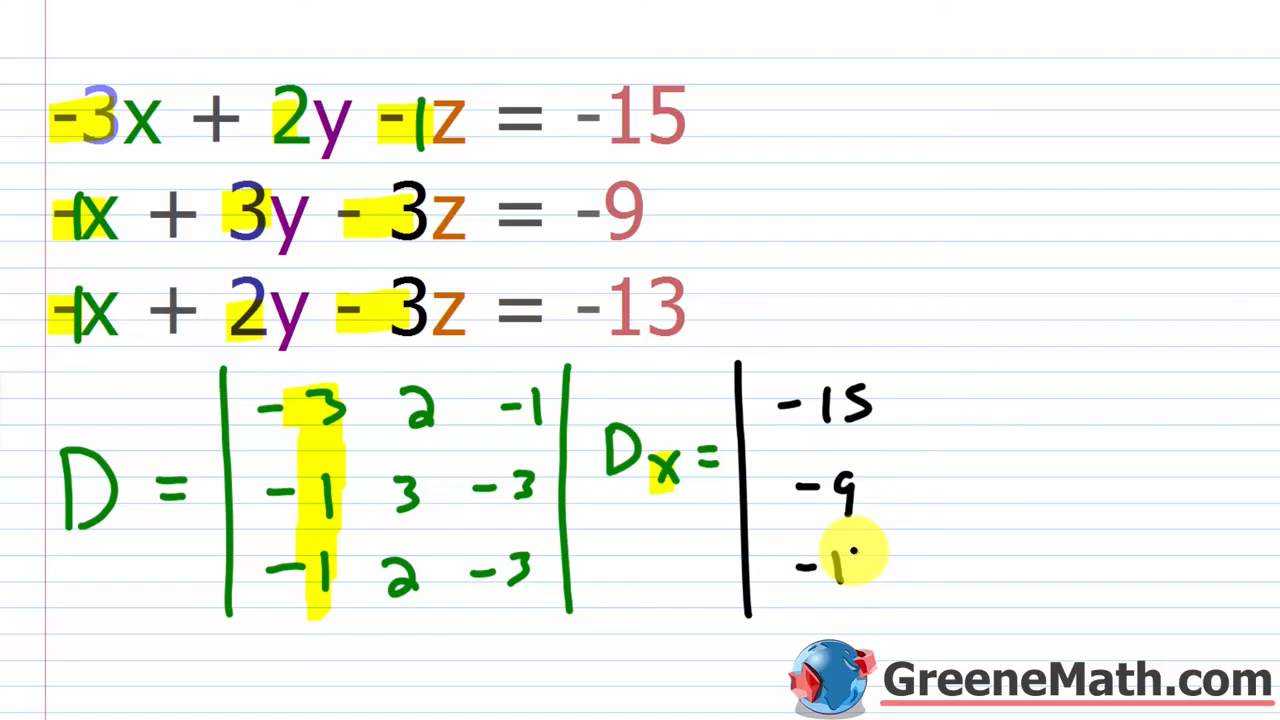 -3x + 2y -1z = -15
-1x + 3y - 3z = -9
-1x + 2y - 3z = -13
D = | -3 2 -1 | Dx = | -15
-1 3 -3 -9
-1 2 -3 -1
GreeneMath.com